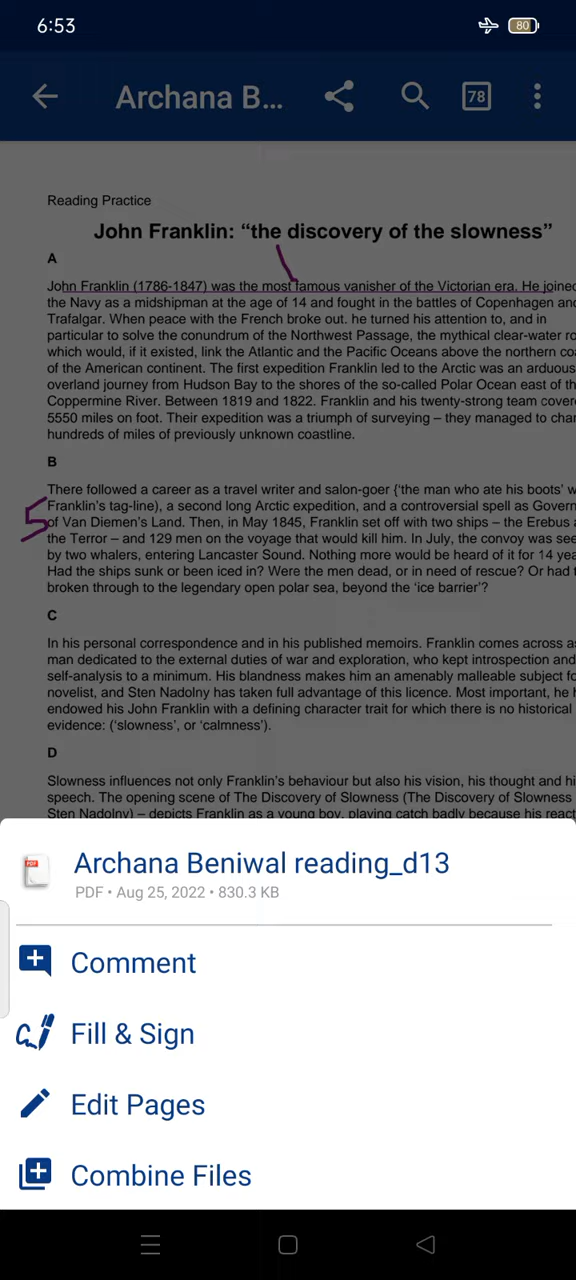 6:53
80
Archana B...
78
Reading Practice
John Franklin: “the discovery of the slowness”
A
John Franklin (1786-1847) was the most famous vanisher of the Victorian era. He joined
the Navy as a midshipman at the age of 14 and fought in the battles of Copenhagen and
Trafalgar. When peace with the French broke out. he turned his attention to, and in
particular to solve the conundrum of the Northwest Passage, the mythical clear-water ro
which would, if it existed, link the Atlantic and the Pacific Oceans above the northern coa
of the American continent. The first expedition Franklin led to the Arctic was an arduous
overland journey from Hudson Bay to the shores of the so-called Polar Ocean east of th
Coppermine River. Between 1819 and 1822. Franklin and his twenty-strong team cover
5550 miles on foot. Their expedition was a triumph of surveying – they managed to char
hundreds of miles of previously unknown coastline.
B
There followed a career as a travel writer and salon-goer {‘the man who ate his boots’ w
Franklin’s tag-line), a second long Arctic expedition, and a controversial spell as Govern
of Van Diemen’s Land. Then, in May 1845, Franklin set off with two ships – the Erebus a
the Terror – and 129 men on the voyage that would kill him. In July, the convoy was see
by two whalers, entering Lancaster Sound. Nothing more would be heard of it for 14 yea
Had the ships sunk or been iced in? Were the men dead, or in need of rescue? Or had t
broken through to the legendary open polar sea, beyond the ‘ice barrier’?
C
In his personal correspondence and in his published memoirs. Franklin comes across as
man dedicated to the external duties of war and exploration, who kept introspection and
self-analysis to a minimum. His blandness makes him an amenably malleable subject fo
novelist, and Sten Nadolny has taken full advantage of this licence. Most important, he h
endowed his John Franklin with a defining character trait for which there is no historical
evidence: (‘slowness’, or ‘calmness’).
D
Slowness influences not only Franklin’s behaviour but also his vision, his thought and hi
speech. The opening scene of The Discovery of Slowness (The Discovery of Slowness
Sten Nadolny) – depicts Franklin as a young boy, playing catch badly because his react
Archana Beniwal reading_d13
PDF • Aug 25, 2022 • 830.3 KB
Comment
Fill & Sign
Edit Pages
Combine Files